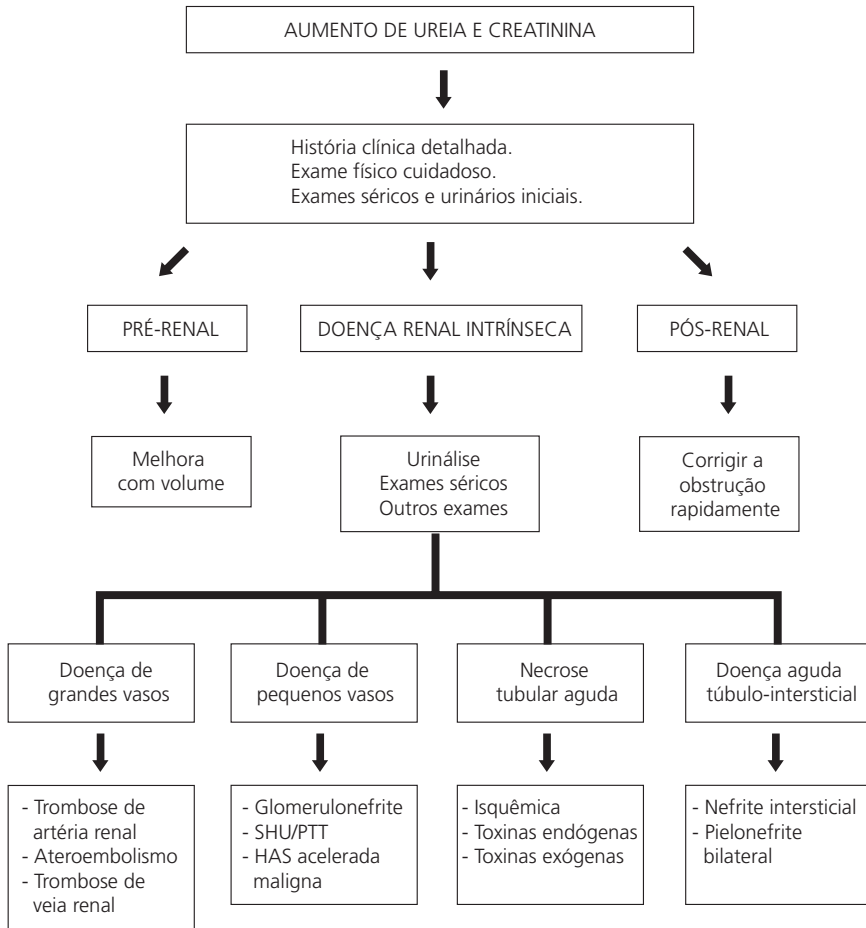 AUMENTO DE UREIA E CREATININA
História clínica detalhada.
Exame físico cuidadoso.
Exames séricos e urinários iniciais.
PRÉ-RENAL
DOENÇA RENAL INTRÍNSECA
PÓS-RENAL
Melhora
com volume
Urinálise
Exames séricos
Outros exames
Corrigir a
obstrução
rapidamente
Doença de
grandes vasos
Doença de
pequenos vasos
Necrose
tubular aguda
Doença aguda
túbulo-intersticial
- Trombose de
artéria renal
- Ateroembolismo
- Trombose de
veia renal
- Glomerulonefrite
- SHU/PTT
- HAS acelerada
maligna
- Isquêmica
- Toxinas endógenas
- Toxinas exógenas
- Nefrite intersticial
- Pielonefrite
bilateral